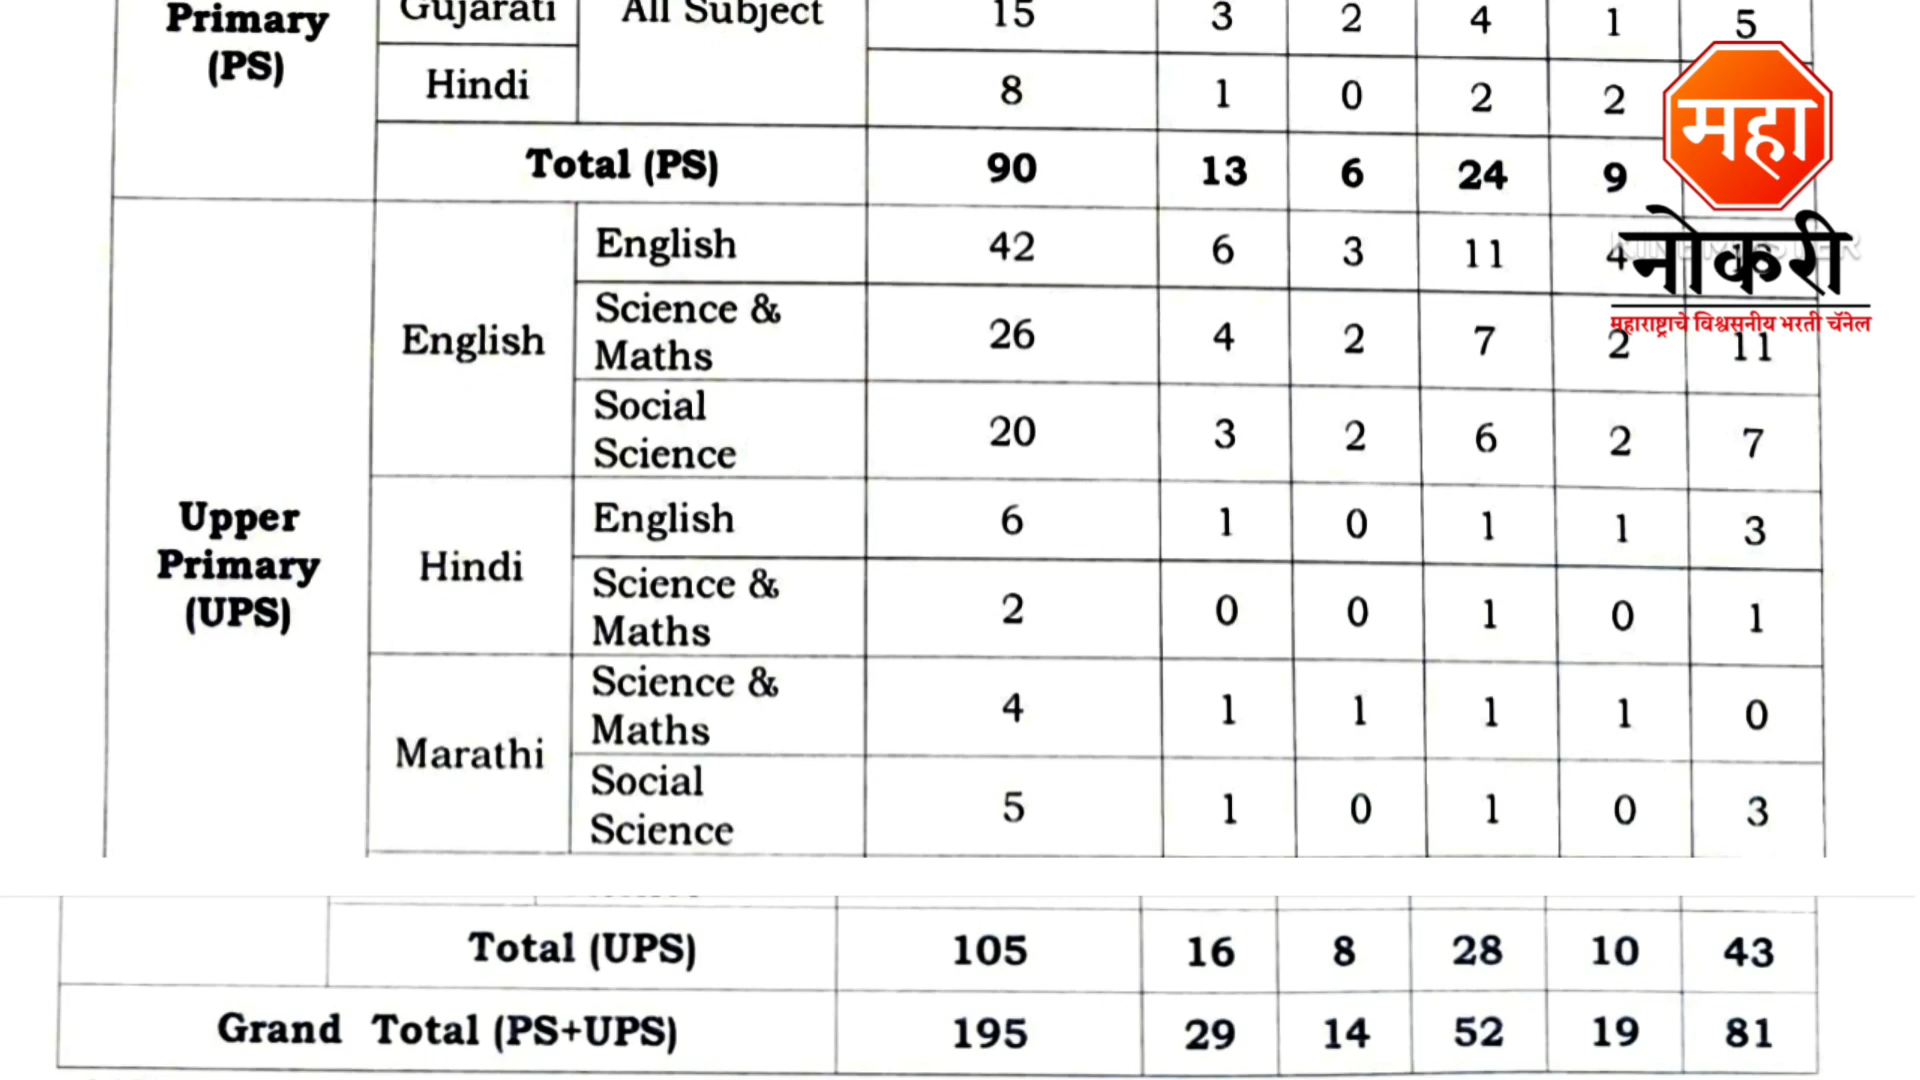 Primary
(PS)
Gujarati
All Subject
15 3 2 4 1 5
Hindi 8 1 0 2 2
Total (PS) 90 13 6 24 9
Upper
Primary
(UPS)
English
English 42 6 3 11 4
Science &
Maths
26 4 2 7 2 11
Social
Science
20 3 2 6 2 7
Hindi
English 6 1 0 1 1 3
Science &
Maths
2 0 0 1 0 1
Marathi
Science &
Maths
4 1 1 1 1 0
Social
Science
5 1 0 1 0 3
Total (UPS) 105 16 8 28 10 43
Grand Total (PS+UPS) 195 29 14 52 19 81
महा
नोकरी
महाराष्ट्राचे विश्वसनीय भरती चॅनेल